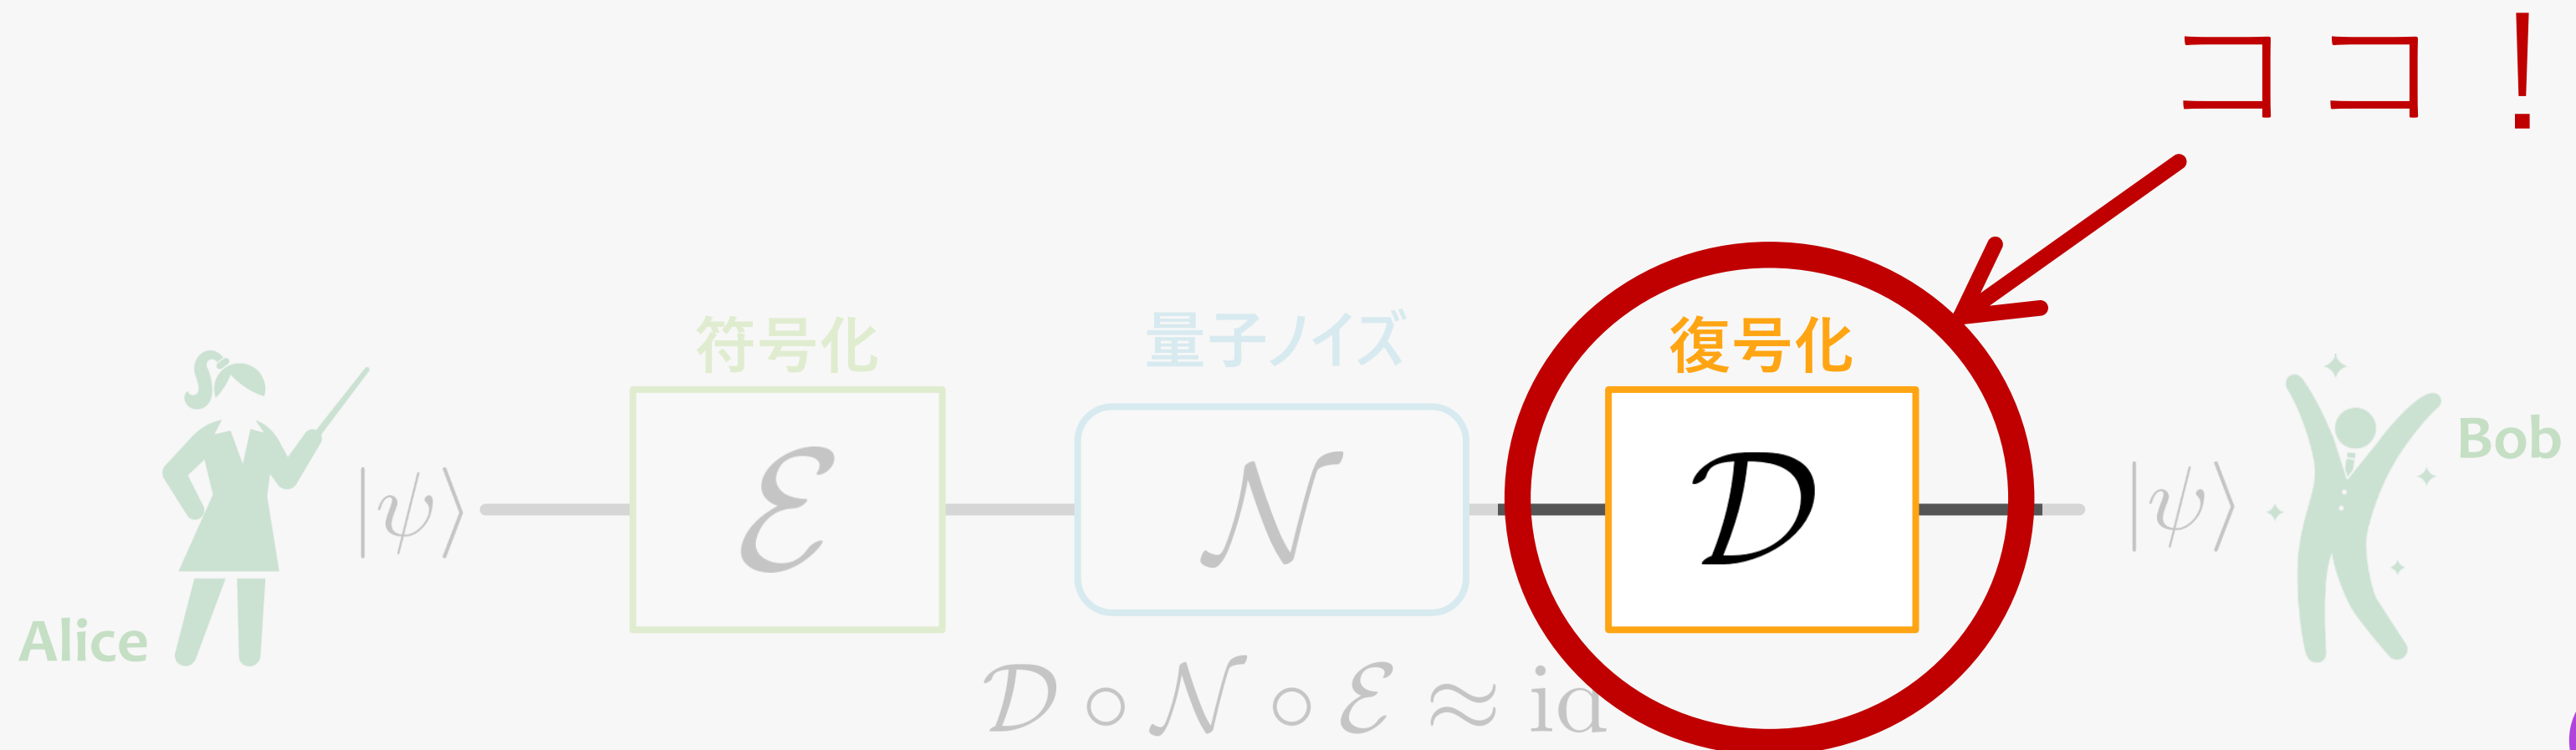 ココ！
符号化
量子ノイズ
復号化
Alice
|ψ⟩
ℰ
𝒩
𝒟
|ψ⟩
Bob
𝒟 ∘ 𝒩 ∘ ℰ ≈ id